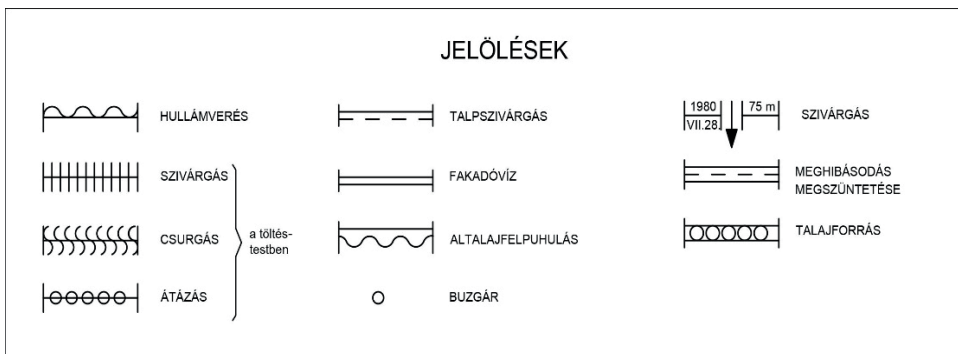 JELÖLÉSEK
HULLÁMVERÉS
SZIVÁRGÁS
CSURGÁS
ÁTÁZÁS
a töltés-
testben
TALPSZIVÁRGÁS
FAKADÓVÍZ
ALTALAJFELPUHULÁS
BUZGÁR
1980
VII.28.
75 m
SZIVÁRGÁS
MEGHIBÁSODÁS
MEGSZÜNTETÉSE
TALAJFORRÁS